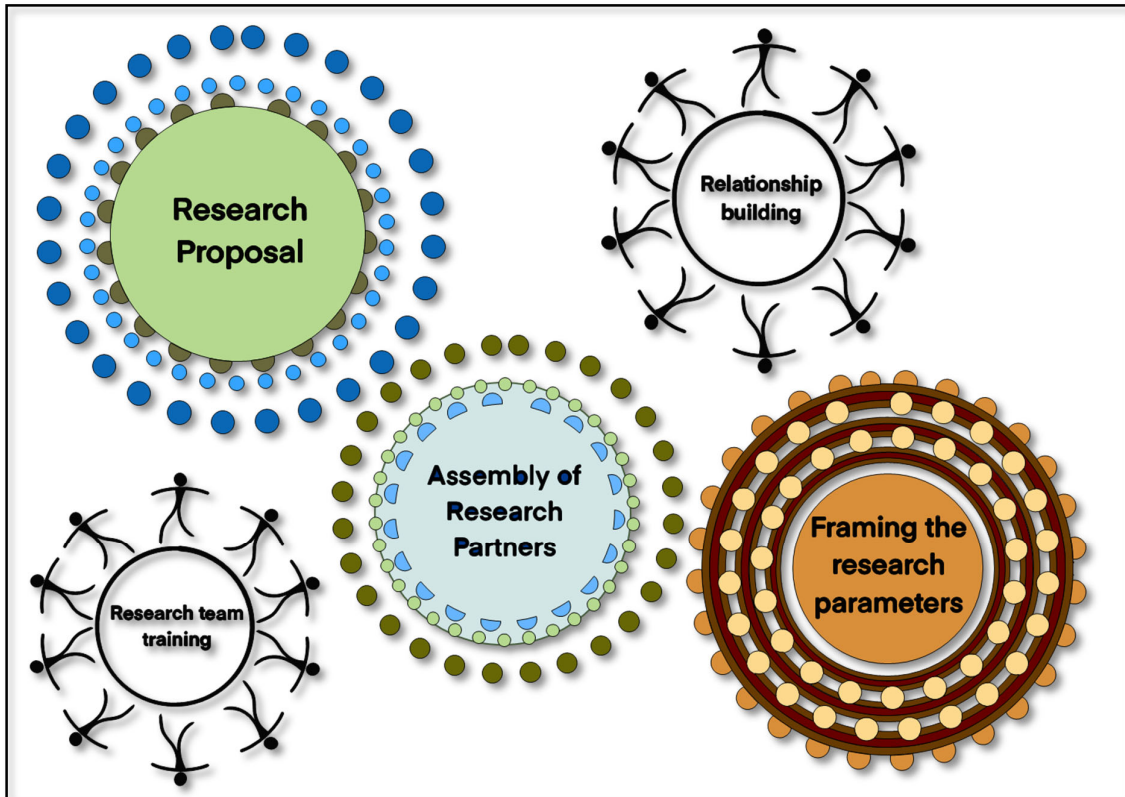 Research
Proposal
Relationship
building
Assembly of
Research
Partners
Framing the
research
parameters
Research team
training